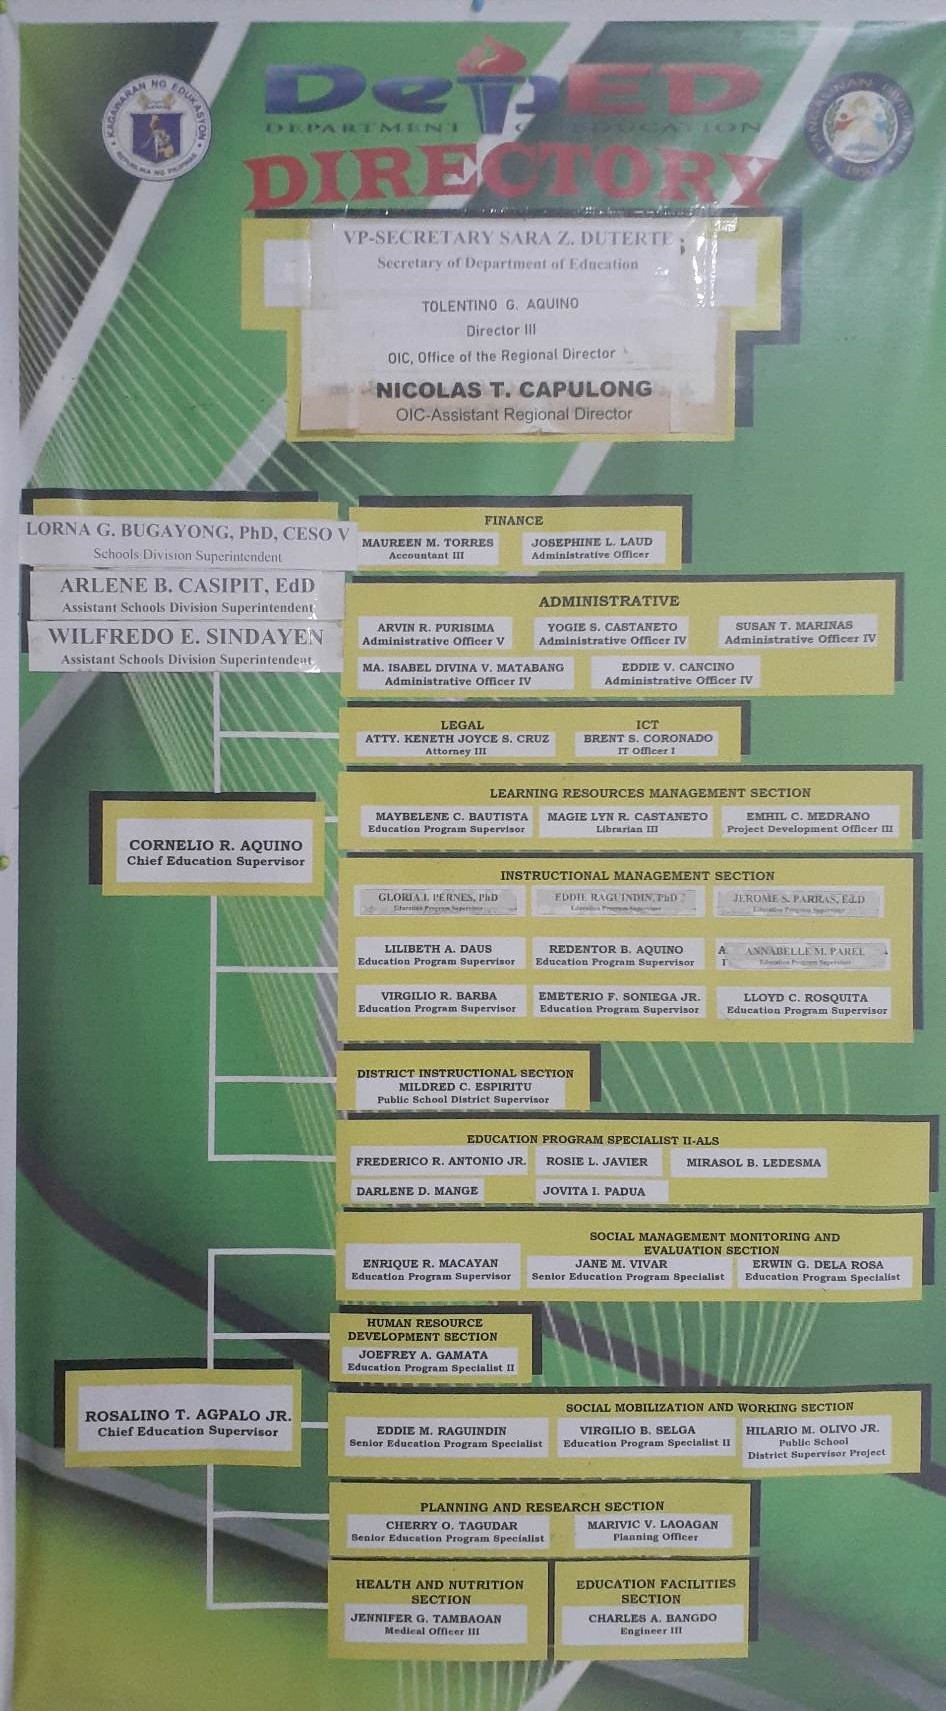 KAGAWARAN NG EDUKASYON
REPUBLIKA NG PILIPINAS
DepED
DEPARTMENT OF EDUCATION
DIRECTORY
PANGASINAN DIVISION
VP-SECRETARY SARA Z. DUTERTE
Secretary of Department of Education
TOLENTINO G. AQUINO
Director III
OIC, Office of the Regional Director
NICOLAS T. CAPULONG
OIC-Assistant Regional Director
LORNA G. BUGAYONG, PhD, CESO V
Schools Division Superintendent
ARLENE B. CASIPIT, EdD
Assistant Schools Division Superintendent
WILFREDO E. SINDAYEN
Assistant Schools Division Superintendent
FINANCE
MAUREEN M. TORRES JOSEPHINE L. LAUD
Accountant III Administrative Officer
ADMINISTRATIVE
ARVIN R. PURISIMA YOGIE S. CASTANETO SUSAN T. MARINAS
Administrative Officer V Administrative Officer IV Administrative Officer IV
MA. ISABEL DIVINA V. MATABANG EDDIE V. CANCINO
Administrative Officer IV Administrative Officer IV
LEGAL ICT
ATTY. KENETH JOYCE S. CRUZ BRENT S. CORONADO
Attorney III IT Officer I
CORNELIO R. AQUINO
Chief Education Supervisor
LEARNING RESOURCES MANAGEMENT SECTION
MAYBELENE C. BAUTISTA MAGIE LYN R. CASTANETO EMHIL C. MEDRANO
Education Program Supervisor Librarian III Project Development Officer III
INSTRUCTIONAL MANAGEMENT SECTION
GLORIA I. PERNES, PhD EDDIE RAGUINDIN, PhD JEROME S. PARRAS, Ed.D
Education Program Supervisor Education Program Supervisor Education Program Supervisor
LILIBETH A. DAUS REDENTOR B. AQUINO ANNABELLE M. PAREL
Education Program Supervisor Education Program Supervisor Education Program Supervisor
VIRGILIO R. BARBA EMETERIO F. SONIEGA JR. LLOYD C. ROSQUITA
Education Program Supervisor Education Program Supervisor Education Program Supervisor
DISTRICT INSTRUCTIONAL SECTION
MILDRED C. ESPIRITU
Public School District Supervisor
EDUCATION PROGRAM SPECIALIST II-ALS
FREDERICO R. ANTONIO JR. ROSIE L. JAVIER MIRASOL B. LEDESMA
DARLENE D. MANGE JOVITA I. PADUA
SOCIAL MANAGEMENT MONITORING AND
EVALUATION SECTION
ENRIQUE R. MACAYAN JANE M. VIVAR ERWIN G. DELA ROSA
Education Program Supervisor Senior Education Program Specialist Education Program Specialist
HUMAN RESOURCE
DEVELOPMENT SECTION
JOEFREY A. GAMATA
Education Program Specialist II
ROSALINO T. AGPALO JR.
Chief Education Supervisor
SOCIAL MOBILIZATION AND WORKING SECTION
EDDIE M. RAGUINDIN VIRGILIO B. SELGA HILARIO M. OLIVO JR.
Senior Education Program Specialist Education Program Specialist II Public School
District Supervisor Project
PLANNING AND RESEARCH SECTION
CHERRY O. TAGUDAR MARIVIC V. LAOAGAN
Senior Education Program Specialist Planning Officer
HEALTH AND NUTRITION EDUCATION FACILITIES
SECTION SECTION
JENNIFER G. TAMBAOAN CHARLES A. BANGDO
Medical Officer III Engineer III